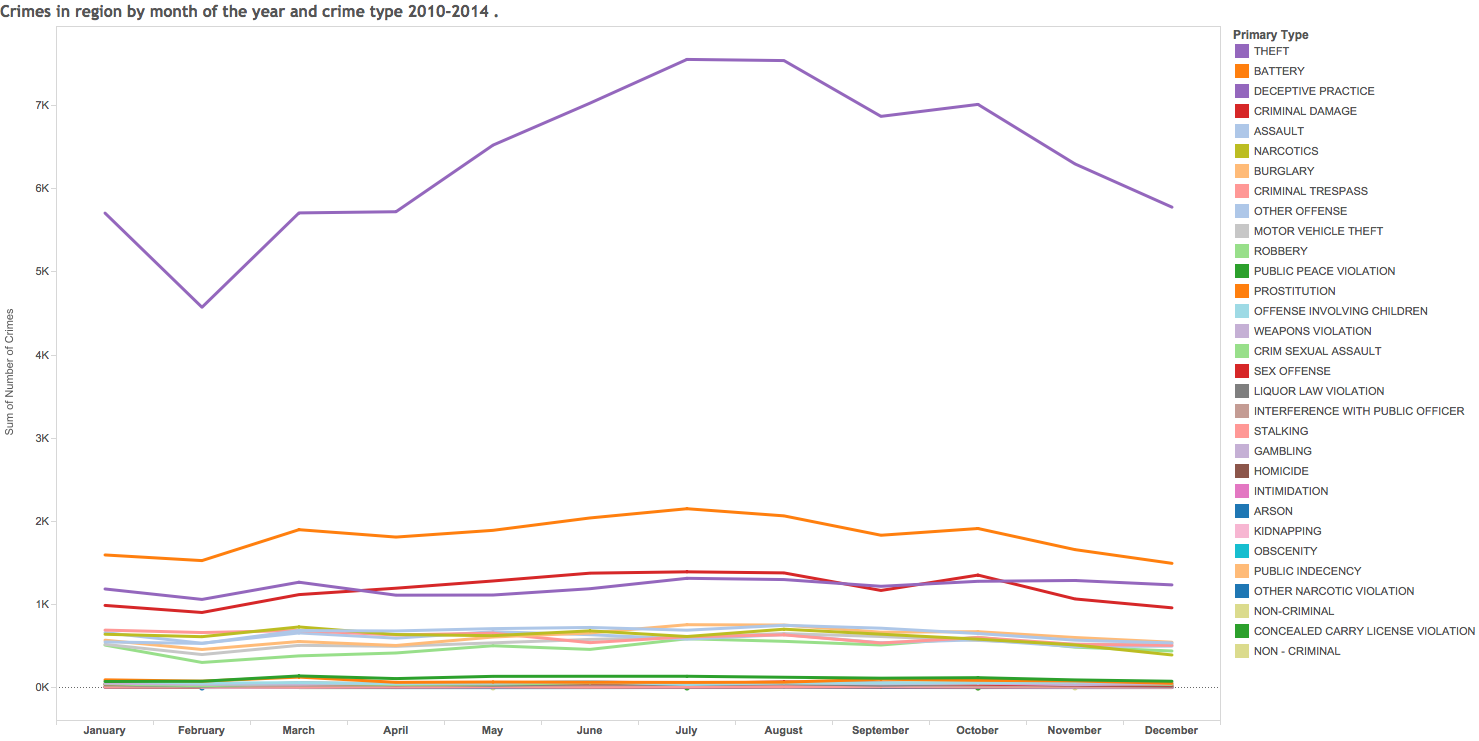 Crimes in region by month of the year and crime type 2010-2014 .
Sum of Number of Crimes
7K
6K
5K
4K
3K
2K
1K
0K
January February March April May June July August September October November December
Primary Type
THEFT
BATTERY
DECEPTIVE PRACTICE
CRIMINAL DAMAGE
ASSAULT
NARCOTICS
BURGLARY
CRIMINAL TRESPASS
OTHER OFFENSE
MOTOR VEHICLE THEFT
ROBBERY
PUBLIC PEACE VIOLATION
PROSTITUTION
OFFENSE INVOLVING CHILDREN
WEAPONS VIOLATION
CRIM SEXUAL ASSAULT
SEX OFFENSE
LIQUOR LAW VIOLATION
INTERFERENCE WITH PUBLIC OFFICER
STALKING
GAMBLING
HOMICIDE
INTIMIDATION
ARSON
KIDNAPPING
OBSCENITY
PUBLIC INDECENCY
OTHER NARCOTIC VIOLATION
NON-CRIMINAL
CONCEALED CARRY LICENSE VIOLATION
NON - CRIMINAL